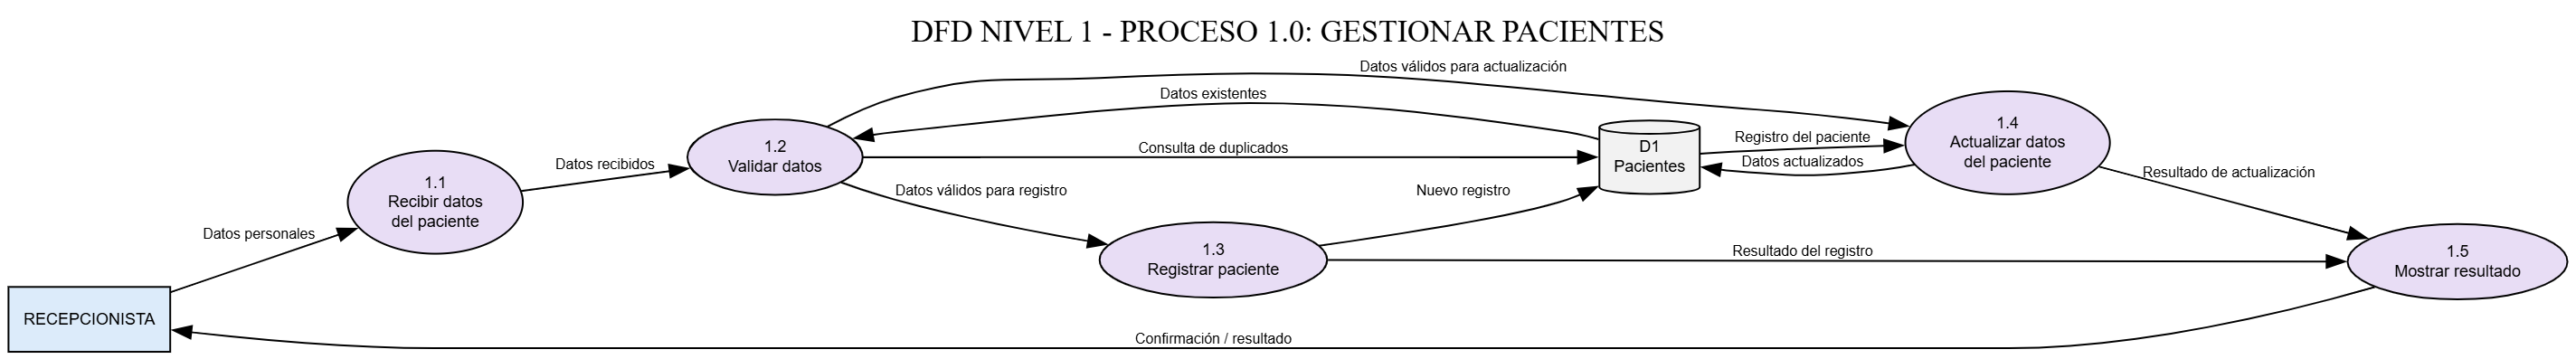 DFD NIVEL 1 - PROCESO 1.0: GESTIONAR PACIENTES
Datos válidos para actualización
Datos existentes
1.2
Validar datos
Consulta de duplicados
D1
Pacientes
Registro del paciente
Datos actualizados
1.4
Actualizar datos
del paciente
Datos recibidos
1.1
Recibir datos
del paciente
Datos válidos para registro
Nuevo registro
Resultado de actualización
Datos personales
1.3
Registrar paciente
Resultado del registro
1.5
Mostrar resultado
RECEPCIONISTA
Confirmación / resultado